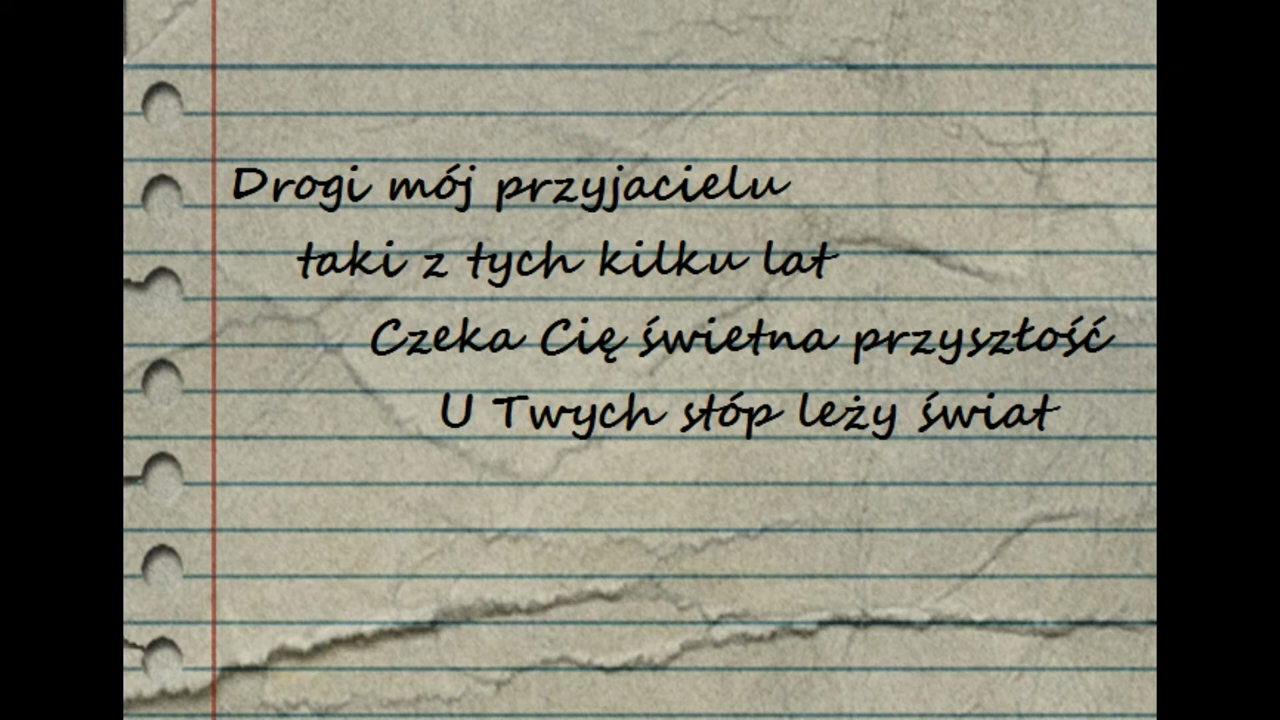 Drogi mój przyjacielu
taki z tych kilku lat
Czeka Cię świetna przyszłość
U Twych stóp leży świat